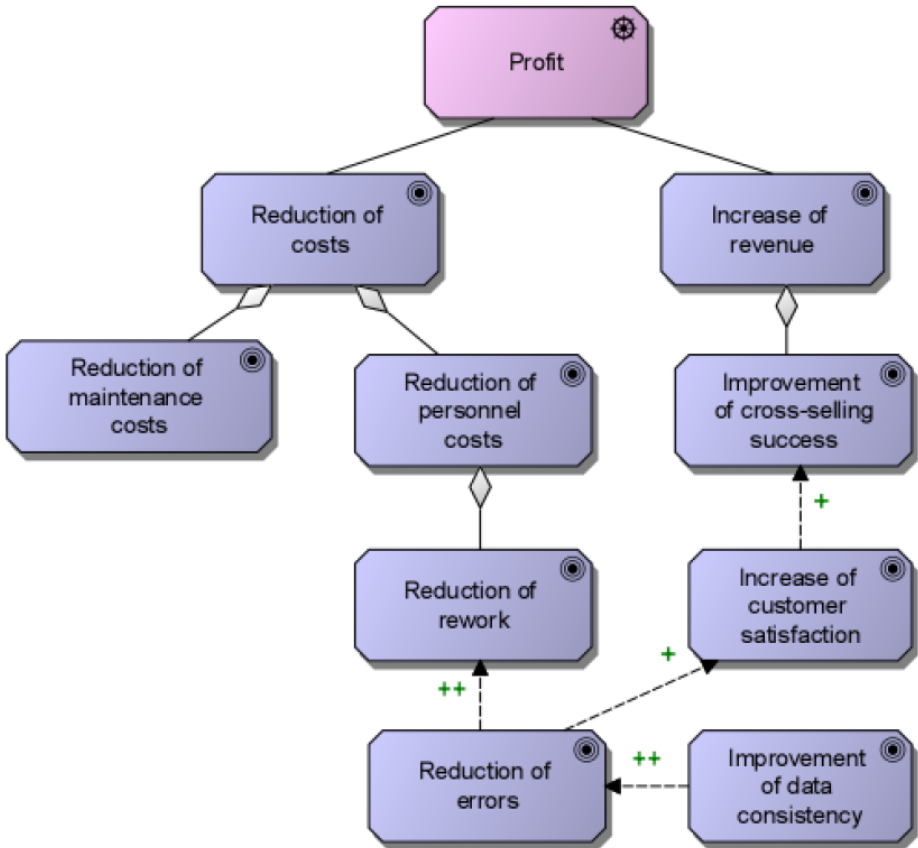 Profit
Reduction of
costs
Increase of
revenue
Reduction of
maintenance
costs
Reduction of
personnel
costs
Improvement
of cross-selling
success
+
Reduction of
rework
Increase of
customer
satisfaction
+
++
Reduction of
errors
++
Improvement
of data
consistency